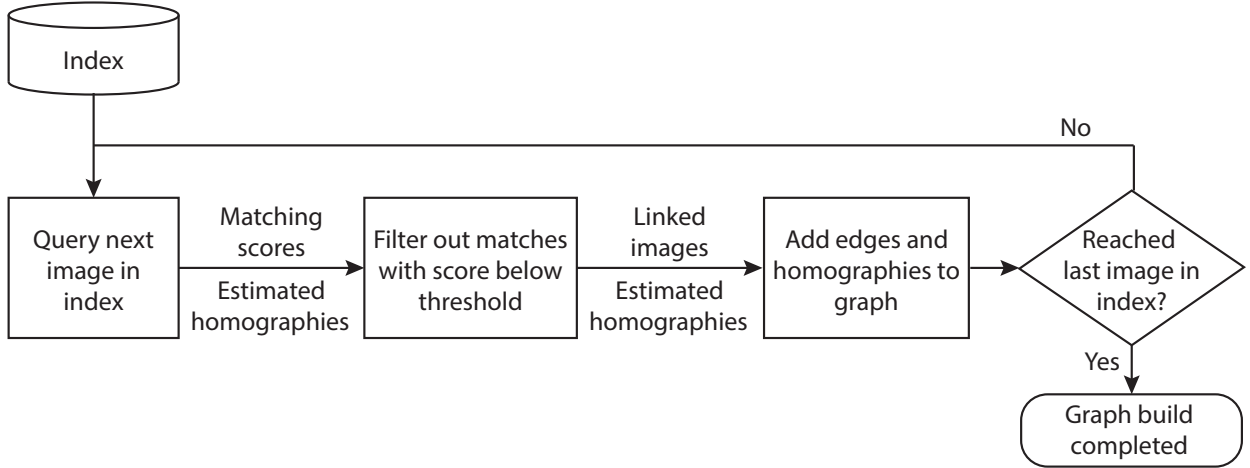 Index
No
Query next
image in
index
Matching
scores
Estimated
homographies
Filter out matches
with score below
threshold
Linked
images
Estimated
homographies
Add edges and
homographies to
graph
Reached
last image in
index?
Yes
Graph build
completed